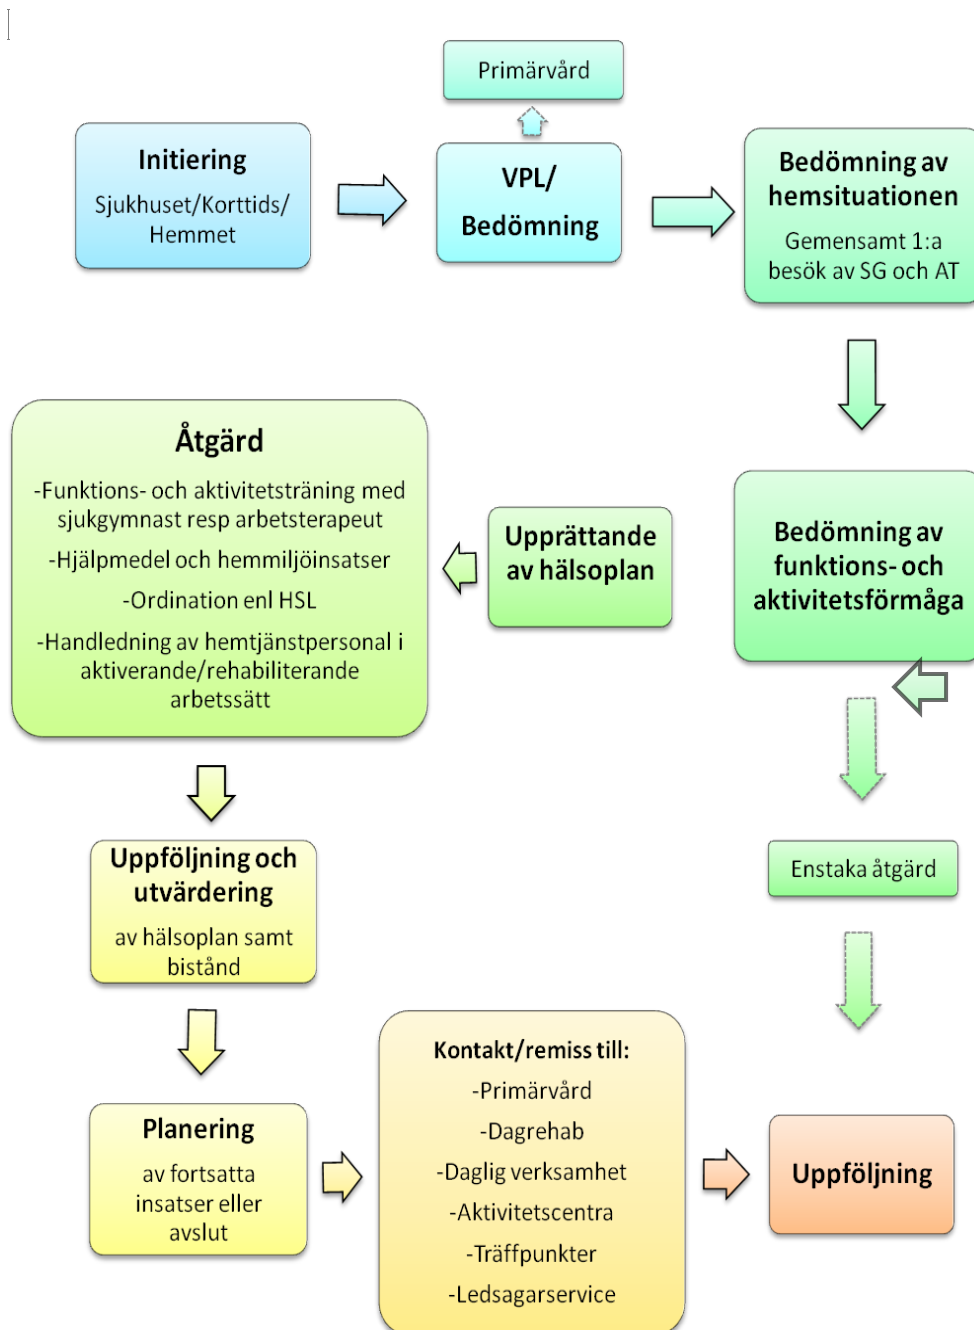 Primärvård
Initiering
Sjukhuset/Korttids/
Hemmet
VPL/
Bedömning
Bedömning av
hemsituationen
Gemensamt 1:a
besök av SG och AT
Åtgärd
-Funktions- och aktivitetsträning med
sjukgymnast resp arbetsterapeut
-Hjälpmedel och hemmiljöinsatser
-Ordination enl HSL
-Handledning av hemtjänstpersonal i
aktiverande/rehabiliterande
arbetssätt
Upprättande
av hälsoplan
Bedömning av
funktions- och
aktivitetsförmåga
Uppföljning och
utvärdering
av hälsoplan samt
bistånd
Enstaka åtgärd
Planering
av fortsatta
insatser eller
avslut
Kontakt/remiss till:
-Primärvård
-Dagrehab
-Daglig verksamhet
-Aktivitetscentra
-Träffpunkter
-Ledsagarservice
Uppföljning